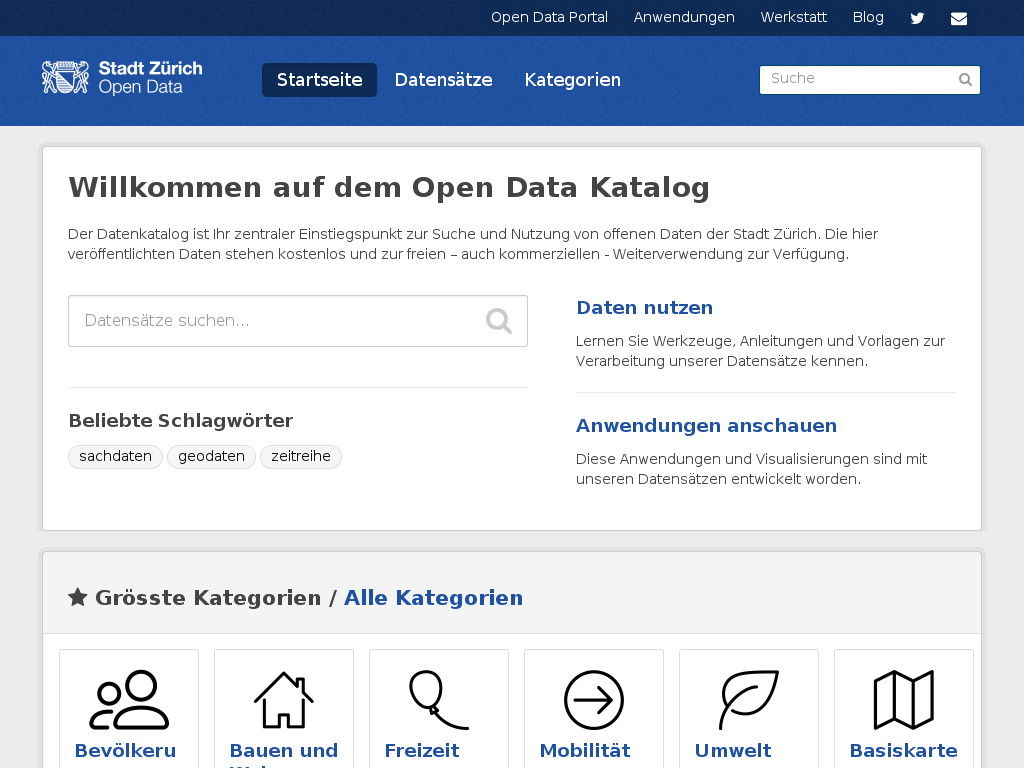 Open Data Portal Anwendungen Werkstatt Blog
Stadt Zürich
Open Data
Startseite Datensätze Kategorien
Suche
Willkommen auf dem Open Data Katalog
Der Datenkatalog ist Ihr zentraler Einstiegspunkt zur Suche und Nutzung von offenen Daten der Stadt Zürich. Die hier
veröffentlichten Daten stehen kostenlos und zur freien – auch kommerziellen - Weiterverwendung zur Verfügung.
Datensätze suchen...
Beliebte Schlagwörter
sachdaten geodaten zeitreihe
Daten nutzen
Lernen Sie Werkzeuge, Anleitungen und Vorlagen zur
Verarbeitung unserer Datensätze kennen.
Anwendungen anschauen
Diese Anwendungen und Visualisierungen sind mit
unseren Datensätzen entwickelt worden.
Grösste Kategorien / Alle Kategorien
Bevölkeru
Bauen und
Freizeit
Mobilität
Umwelt
Basiskarte